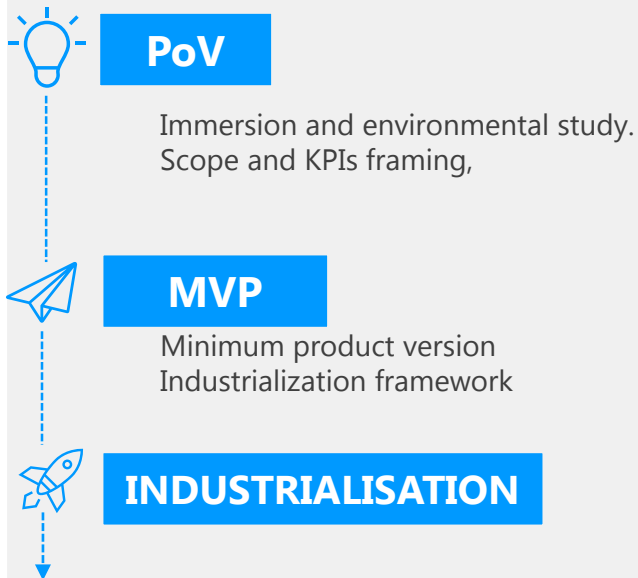 PoV
Immersion and environmental study.
Scope and KPIs framing,
MVP
Minimum product version
Industrialization framework
INDUSTRIALISATION